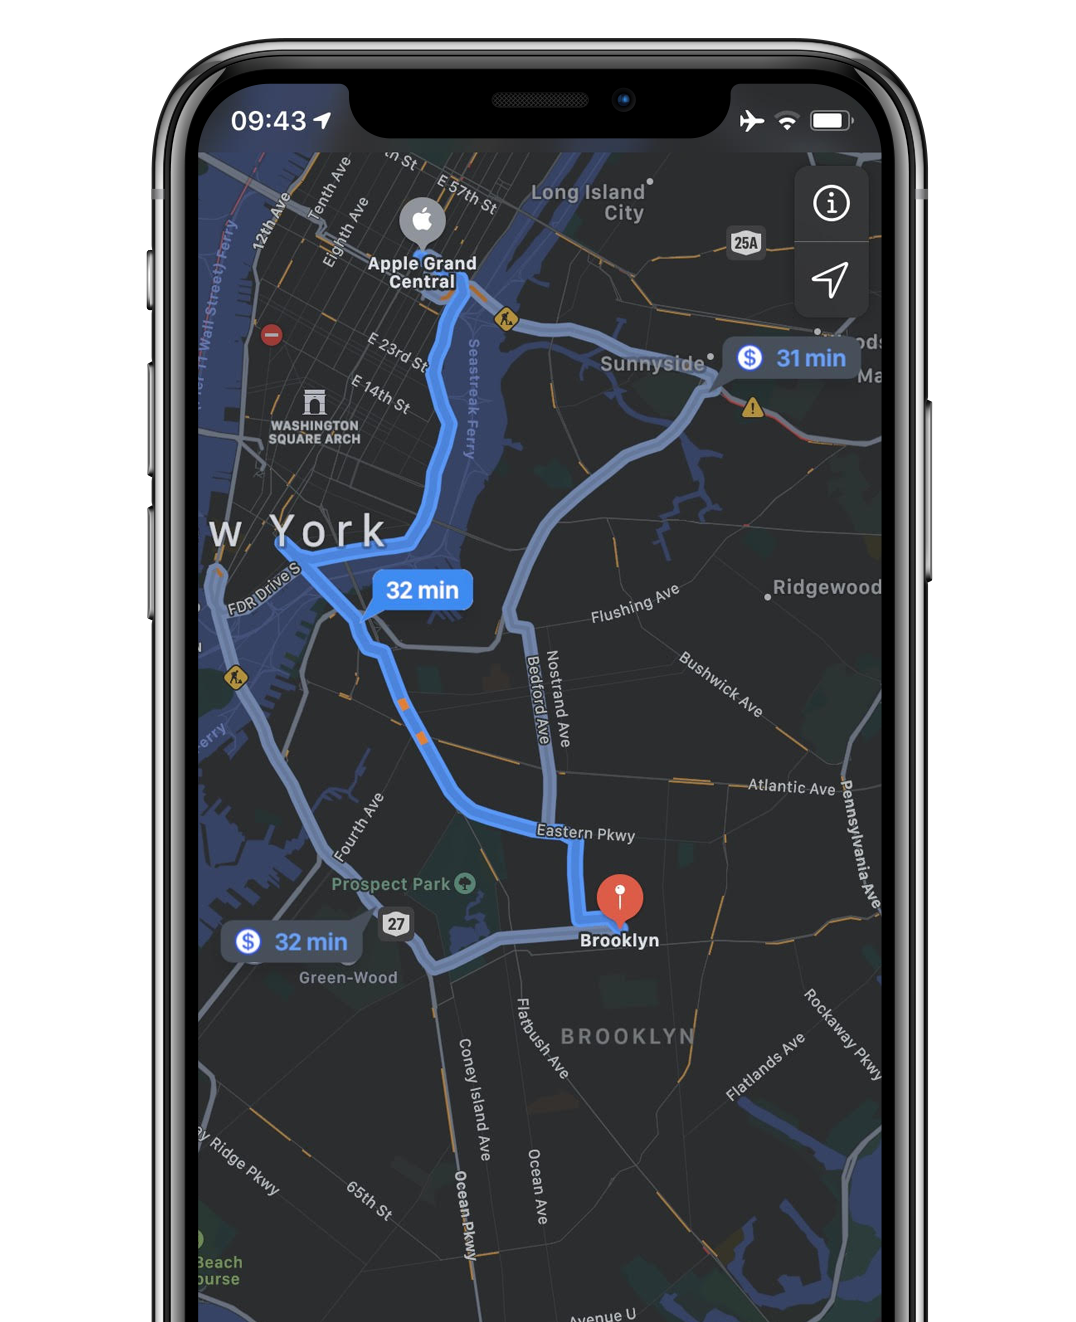 09:43
th St
E 57th St
Tenth Ave
Eighth Ave
12th Ave
Long Island
City
25A
Apple Grand
Central
E 23rd St
E 14th St
Seastreak Ferry
Sunnyside
$ 31 min
Ma
WASHINGTON
SQUARE ARCH
w York
FDR Drive S
32 min
Flushing Ave
Ridgewood
Bushwick Ave
Nostrand Ave
Bedford Ave
erry
Atlantic Ave
Pennsylvania Ave
Eastern Pkwy
Fourth Ave
Prospect Park
27
$ 32 min
Brooklyn
Green-Wood
BROOKLYN
Flatbush Ave
Rockaway Pkwy
Flatlands Ave
Coney Island Ave
Ocean Ave
Ocean Pkwy
ay Ridge Pkwy
65th St
Beach
ourse
Avenue U